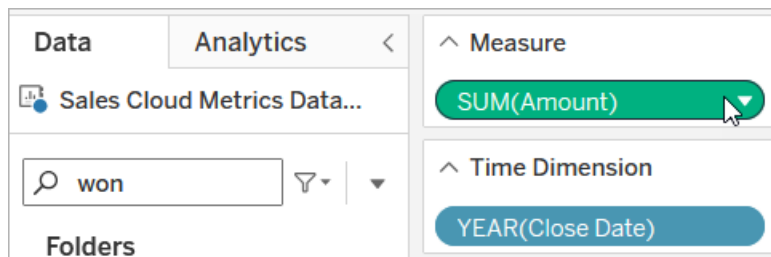 Data
Analytics
Sales Cloud Metrics Data...
won
Folders
Measure
SUM(Amount)
Time Dimension
YEAR(Close Date)